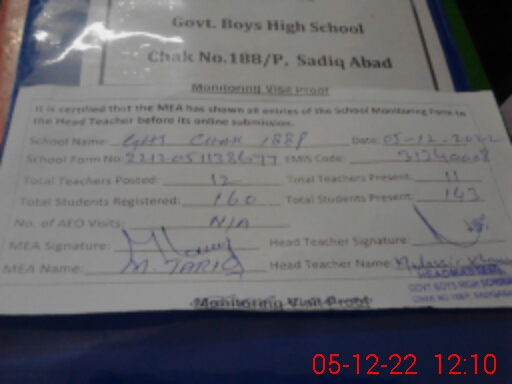 Govt. Boys High School
Chak No.188/P, Sadiq Abad
Monitoring Visit Proof
It is certified that the MEA has shown all entries of the School Monitoring Form to
the Head Teacher before its online submission.
School Name: GHS CHAK 188P Date: 05-12-2022
School Form No: EMIS Code:
Total Teachers Posted: 12 Total Teachers Present: 11
Total Students Registered: 160 Total Students Present: 143
No. of AEO Visits: N/A
MEA Signature: Head Teacher Signature:
MEA Name: M. TARIQ Head Teacher Name:
HEADMASTER
GOVT BOYS HIGH SCHOOL
CHAK NO.188/P, SADIQABAD
Monitoring Visit Proof
05-12-22 12:10